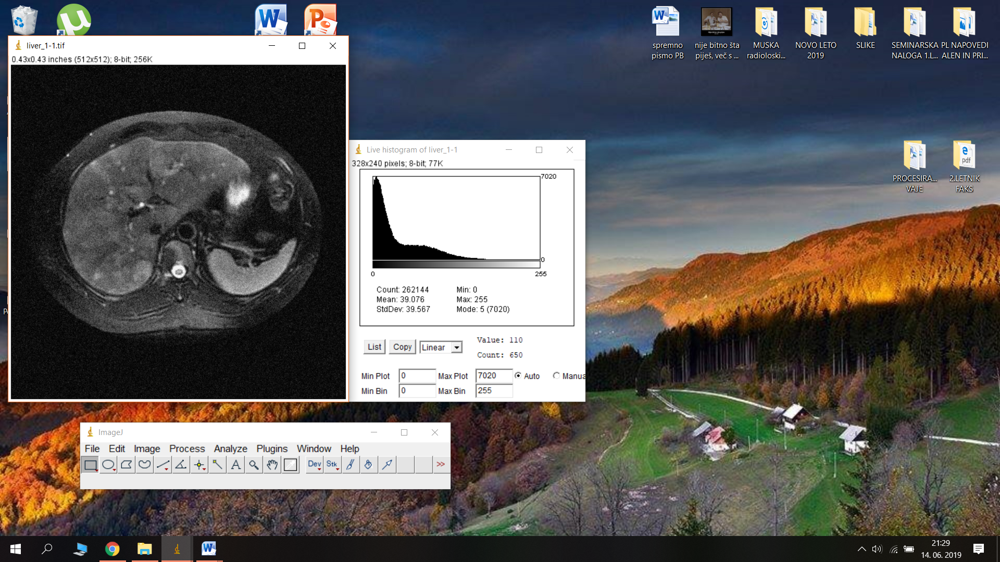 spremno
pismo PB
nije bitno šta
piješ, več s ...
MUSKA
radioloski...
NOVO LETO
2019
SLIKE
SEMINARSKA
NALOGA 1.L...
PL NAPOVEDI
ALEN IN PRI...
PROCESIRA...
VAJE
2.LETNIK
FAKS
liver_1-1.tif
0.43x0.43 inches (512x512); 8-bit; 256K
Live histogram of liver_1-1
328x240 pixels; 8-bit; 77K
7020
0
0 255
Count: 262144 Min: 0
Mean: 39.076 Max: 255
StdDev: 39.567 Mode: 5 (7020)
List Copy Linear
Value: 110
Count: 650
Min Plot 0 Max Plot 7020 Auto Manua
Min Bin 0 Max Bin 255
ImageJ
File Edit Image Process Analyze Plugins Window Help
A Dev Stk >>
21:29
14. 06. 2019